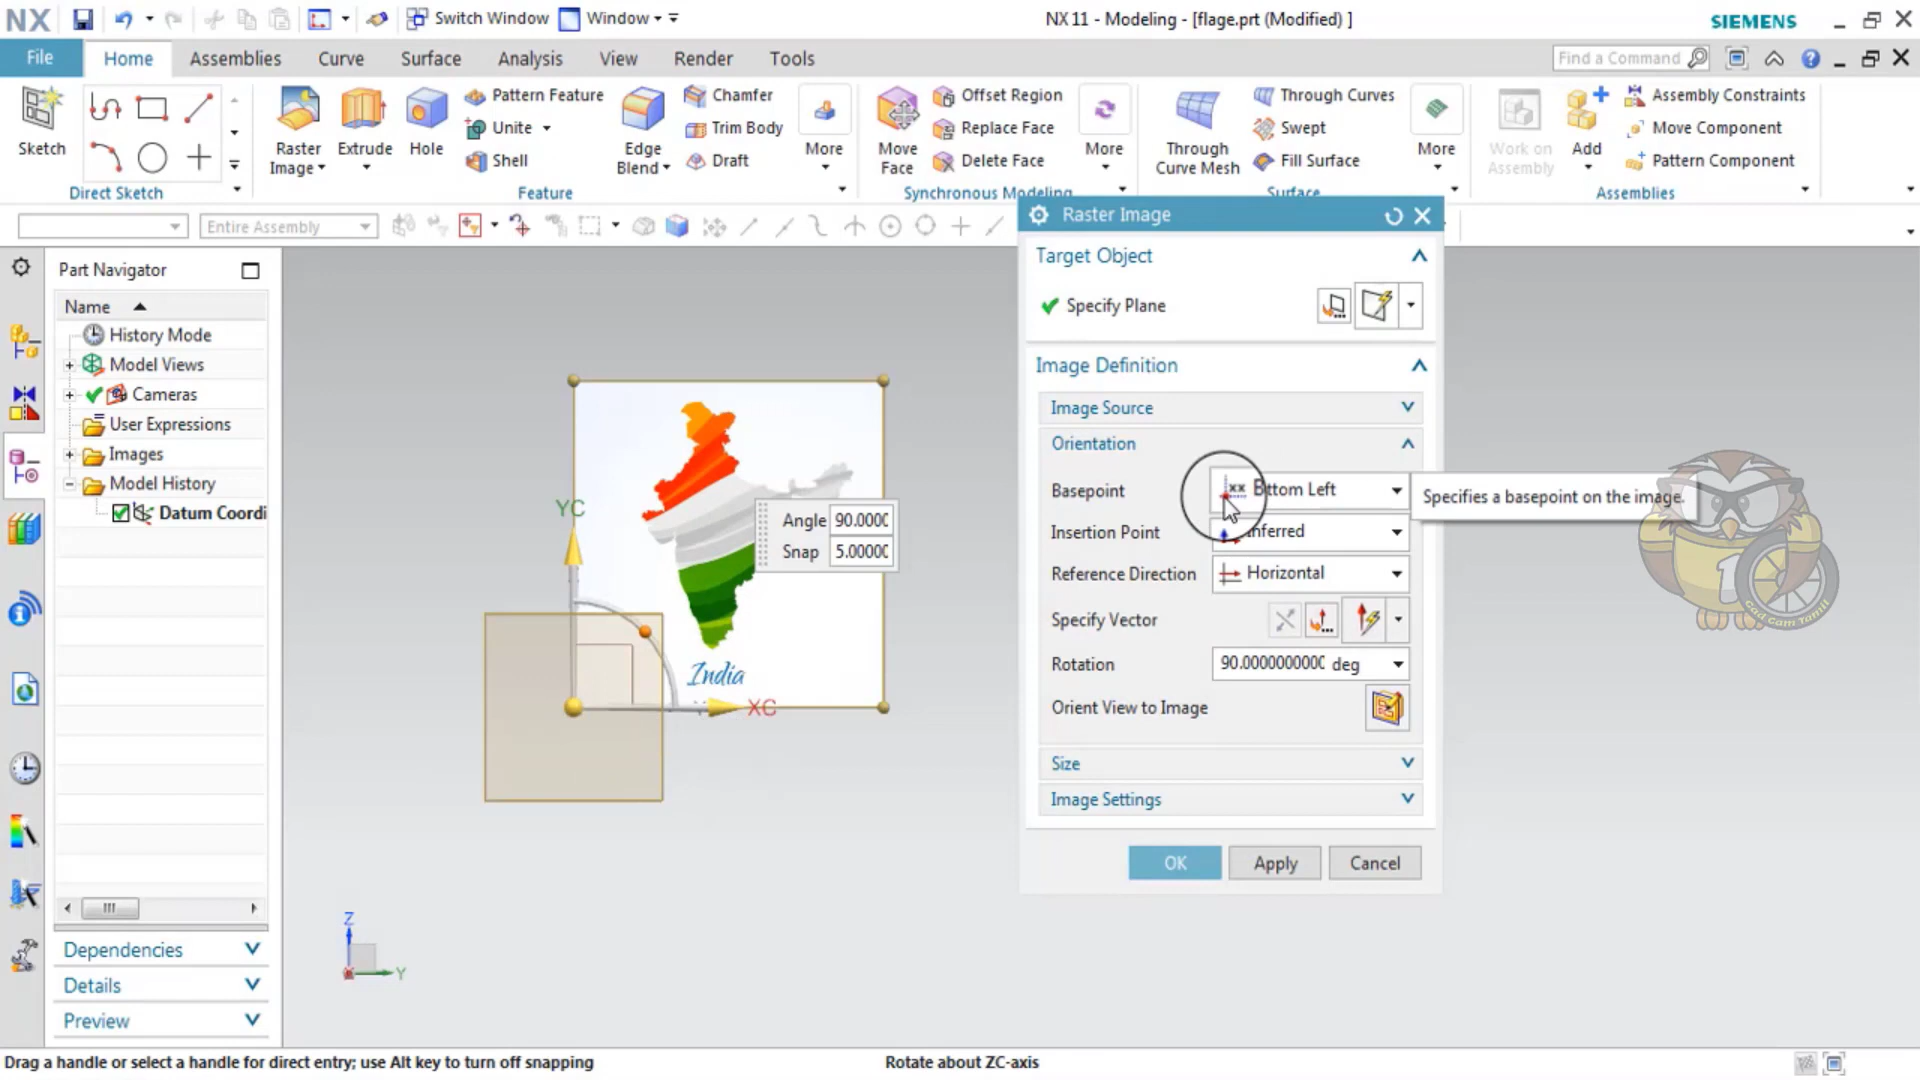 NX
Switch Window
Window
NX 11 - Modeling - [flage.prt (Modified) ]
SIEMENS
File
Home
Assemblies
Curve
Surface
Analysis
View
Render
Tools
Find a Command
Sketch
Direct Sketch
Raster Image
Extrude
Hole
Pattern Feature
Unite
Shell
Edge Blend
Chamfer
Trim Body
Draft
More
Feature
Move Face
Offset Region
Replace Face
Delete Face
More
Synchronous Modeling
Through Curve Mesh
Through Curves
Swept
Fill Surface
More
Surface
Work on Assembly
Add
Assembly Constraints
Move Component
Pattern Component
Assemblies
Entire Assembly
Part Navigator
Name
History Mode
Model Views
Cameras
User Expressions
Images
Model History
Datum Coordi
Dependencies
Details
Preview
YC
XC
India
Angle 90.0000
Snap 5.00000
Z
Y
Raster Image
Target Object
Specify Plane
Image Definition
Image Source
Orientation
Basepoint
Bottom Left
Specifies a basepoint on the image.
Insertion Point
Inferred
Reference Direction
Horizontal
Specify Vector
Rotation
90.0000000000 deg
Orient View to Image
Size
Image Settings
OK
Apply
Cancel
Cad Cam Tamil
Drag a handle or select a handle for direct entry; use Alt key to turn off snapping
Rotate about ZC-axis